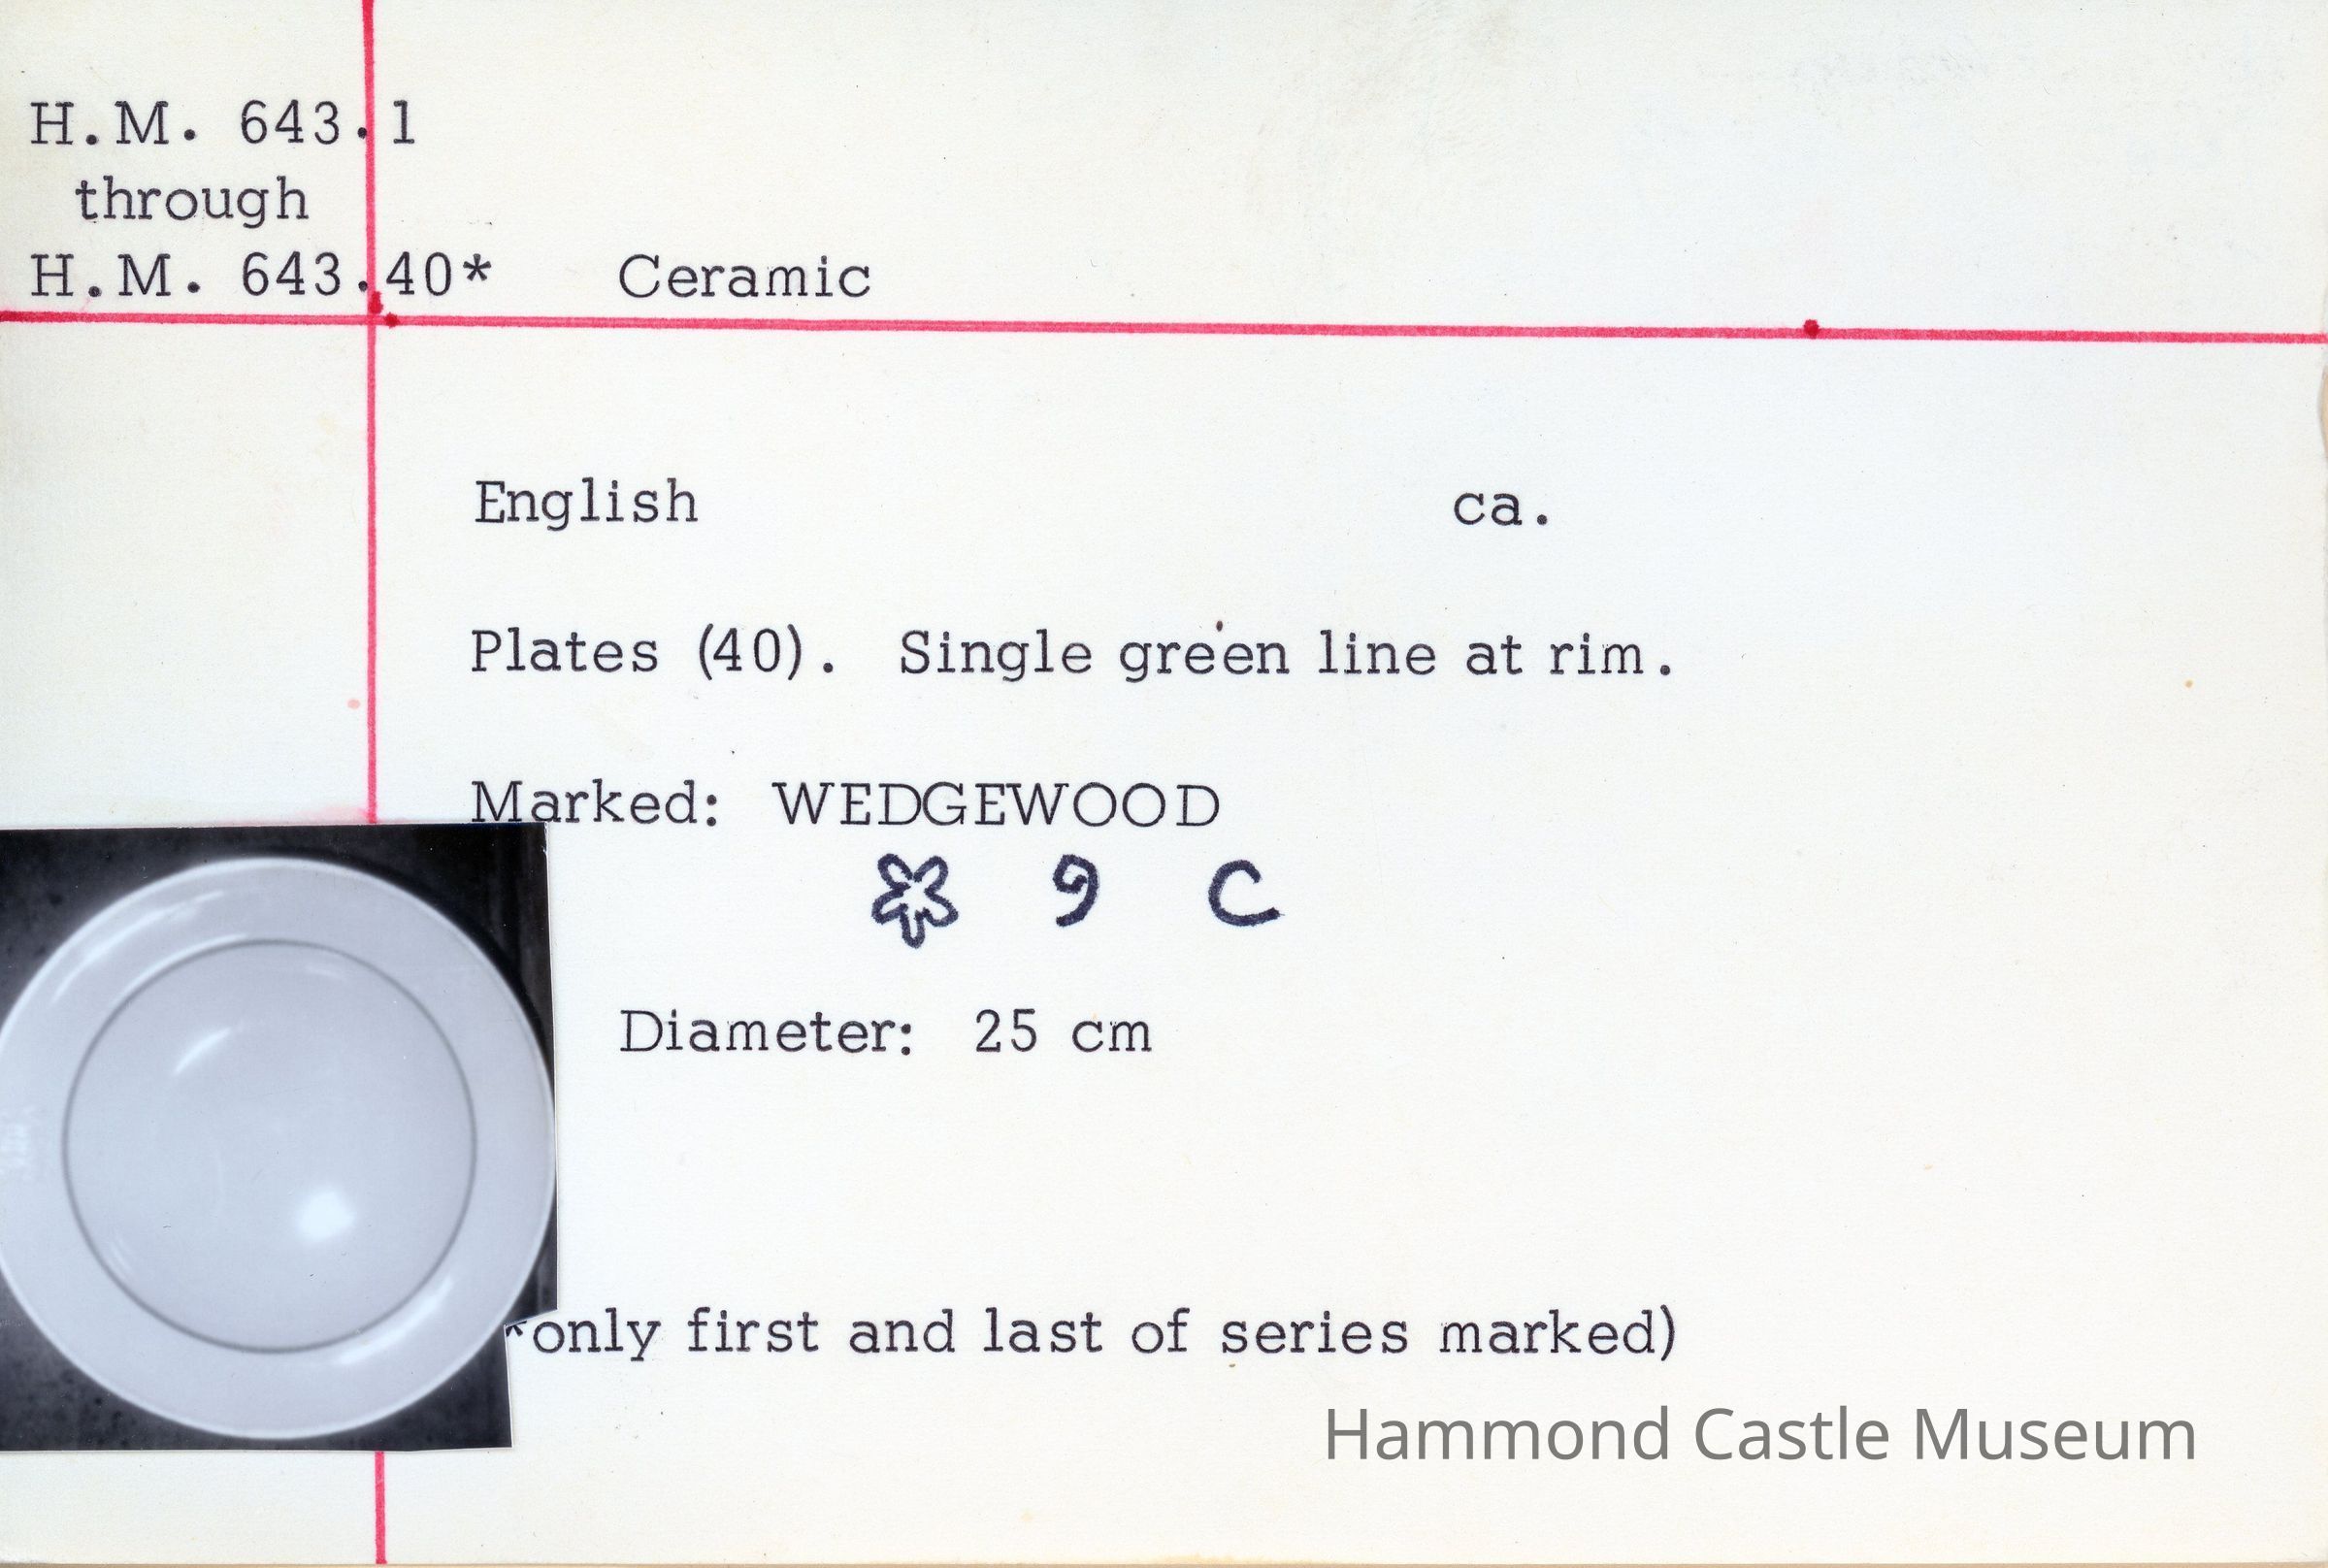 H.M. 643.1
through
H.M. 643.40* Ceramic
English ca.
Plates (40). Single green line at rim.
Marked: WEDGEWOOD
9 C
Diameter: 25 cm
*only first and last of series marked)
Hammond Castle Museum